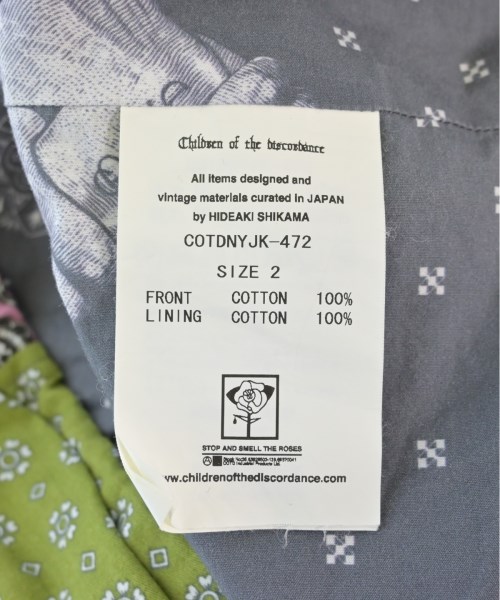 Children of the discordance
All items designed and
vintage materials curated in JAPAN
by HIDEAKI SHIKAMA
COTDNYJK-472
SIZE 2
FRONT COTTON 100%
LINING COTTON 100%
STOP AND SMELL THE ROSES
www.childrenofthediscordance.com